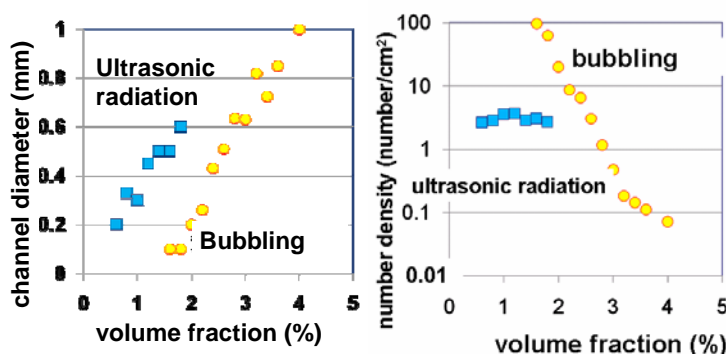 1
0.8
0.6
0.4
0.2
0
channel diameter (mm)
Ultrasonic
radiation
Bubbling
0 1 2 3 4 5
volume fraction (%)
100
10
1
0.1
0.01
number density (number/cm²)
bubbling
ultrasonic radiation
0 1 2 3 4 5
volume fraction (%)